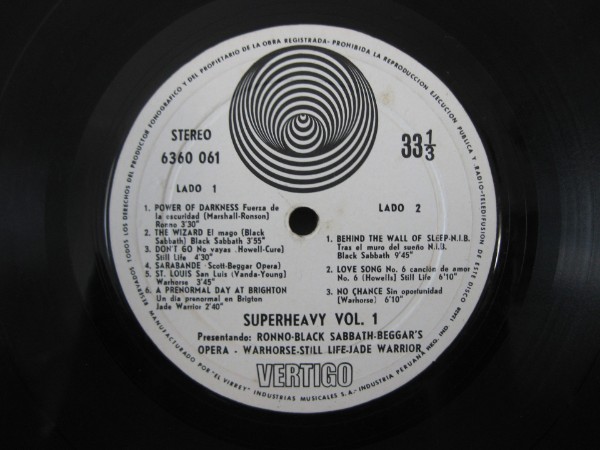 RESERVADOS TODOS LOS DERECHOS DEL PRODUCTOR FONOGRAFICO Y DEL PROPIETARIO DE LA OBRA REGISTRADA-PROHIBIDA LA REPRODUCCION EJECUCION PUBLICA Y RADIO-TELEDIFUSION DE ESTE DISCO
STEREO
6360 061
33 1/3
LADO 1
1. POWER OF DARKNESS Fuerza de
la oscuridad (Marshall-Ronson)
Ronno 3'30"
2. THE WIZARD El mago (Black
Sabbath) Black Sabbath 3'55"
3. DON'T GO No vayas (Howell-Cure)
Still Life 4'30"
4. SARABANDE (Scott-Beggar Opera)
5. ST. LOUIS San Luis (Vanda-Young)
Warhorse 3'45"
6. A PRENORMAL DAY AT BRIGHTON
Un día prenormal en Brigton
Jade Warrior 2'40"
LADO 2
1. BEHIND THE WALL OF SLEEP-N.I.B.
Tras el muro del sueño N.I.B.
Black Sabbath 9'45"
2. LOVE SONG No. 6 canción de amor
No. 6 (Howells) Still Life 6'10"
3. NO CHANCE Sin oportunidad
(Warhorse) 6'10"
SUPERHEAVY VOL. 1
Presentando: RONNO-BLACK SABBATH-BEGGAR'S
OPERA - WARHORSE-STILL LIFE-JADE WARRIOR
VERTIGO
MANUFACTURADO POR "EL VIRREY" INDUSTRIAS MUSICALES S.A.-INDUSTRIA PERUANA REG. IND.